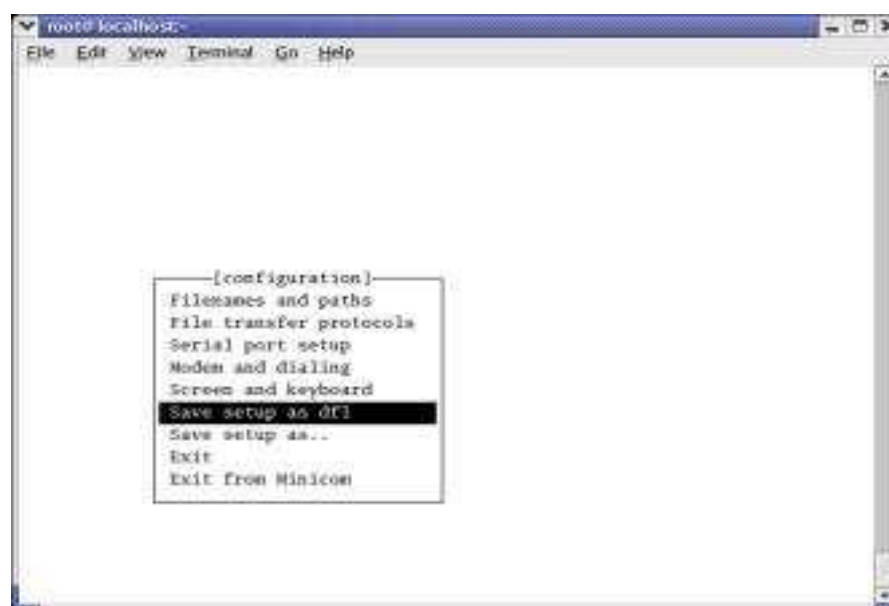 root@localhost:~
File Edit View Terminal Go Help
[configuration]
Filenames and paths
File transfer protocols
Serial port setup
Modem and dialing
Screen and keyboard
Save setup as dfl
Save setup as..
Exit
Exit from Minicom